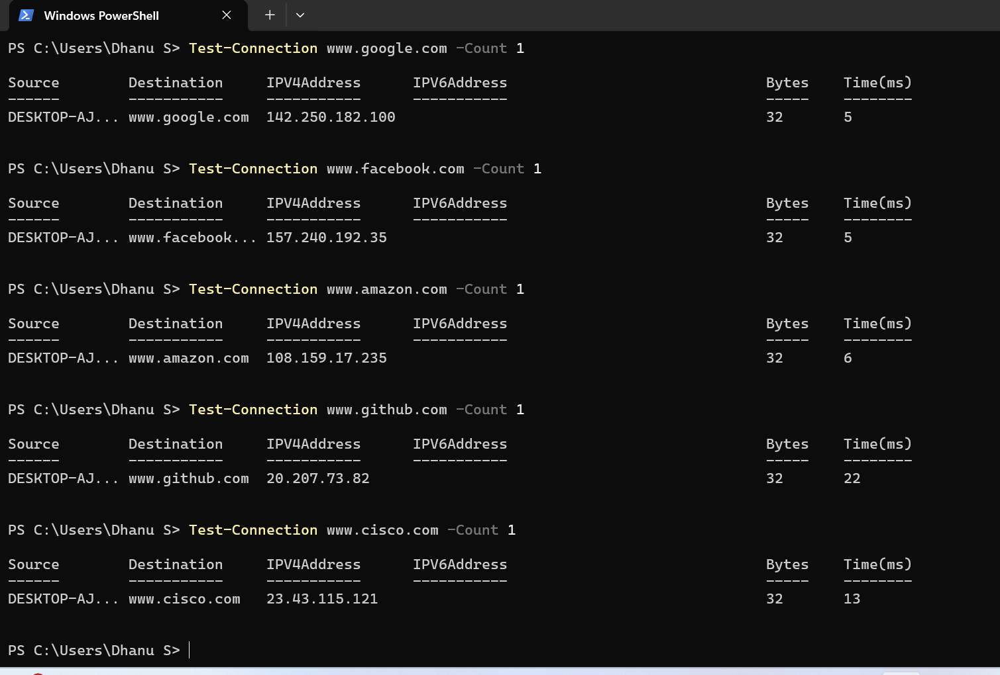 Windows PowerShell
PS C:\Users\Dhanu S> Test-Connection www.google.com -Count 1
Source        Destination     IPV4Address      IPV6Address                              Bytes    Time(ms)
------        -----------     -----------      -----------                              -----    --------
DESKTOP-AJ... www.google.com  142.250.182.100                                           32       5
PS C:\Users\Dhanu S> Test-Connection www.facebook.com -Count 1
Source        Destination     IPV4Address      IPV6Address                              Bytes    Time(ms)
------        -----------     -----------      -----------                              -----    --------
DESKTOP-AJ... www.facebook... 157.240.192.35                                            32       5
PS C:\Users\Dhanu S> Test-Connection www.amazon.com -Count 1
Source        Destination     IPV4Address      IPV6Address                              Bytes    Time(ms)
------        -----------     -----------      -----------                              -----    --------
DESKTOP-AJ... www.amazon.com  108.159.17.235                                            32       6
PS C:\Users\Dhanu S> Test-Connection www.github.com -Count 1
Source        Destination     IPV4Address      IPV6Address                              Bytes    Time(ms)
------        -----------     -----------      -----------                              -----    --------
DESKTOP-AJ... www.github.com  20.207.73.82                                              32       22
PS C:\Users\Dhanu S> Test-Connection www.cisco.com -Count 1
Source        Destination     IPV4Address      IPV6Address                              Bytes    Time(ms)
------        -----------     -----------      -----------                              -----    --------
DESKTOP-AJ... www.cisco.com   23.43.115.121                                             32       13
PS C:\Users\Dhanu S>